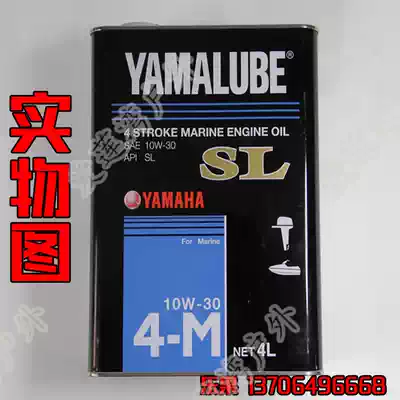 实物图
YAMALUBE®
4 STROKE MARINE ENGINE OIL
SAE 10W-30
API SL
SL
YAMAHA
For Marine
10W-30
4-M
NET 4L
13706496668